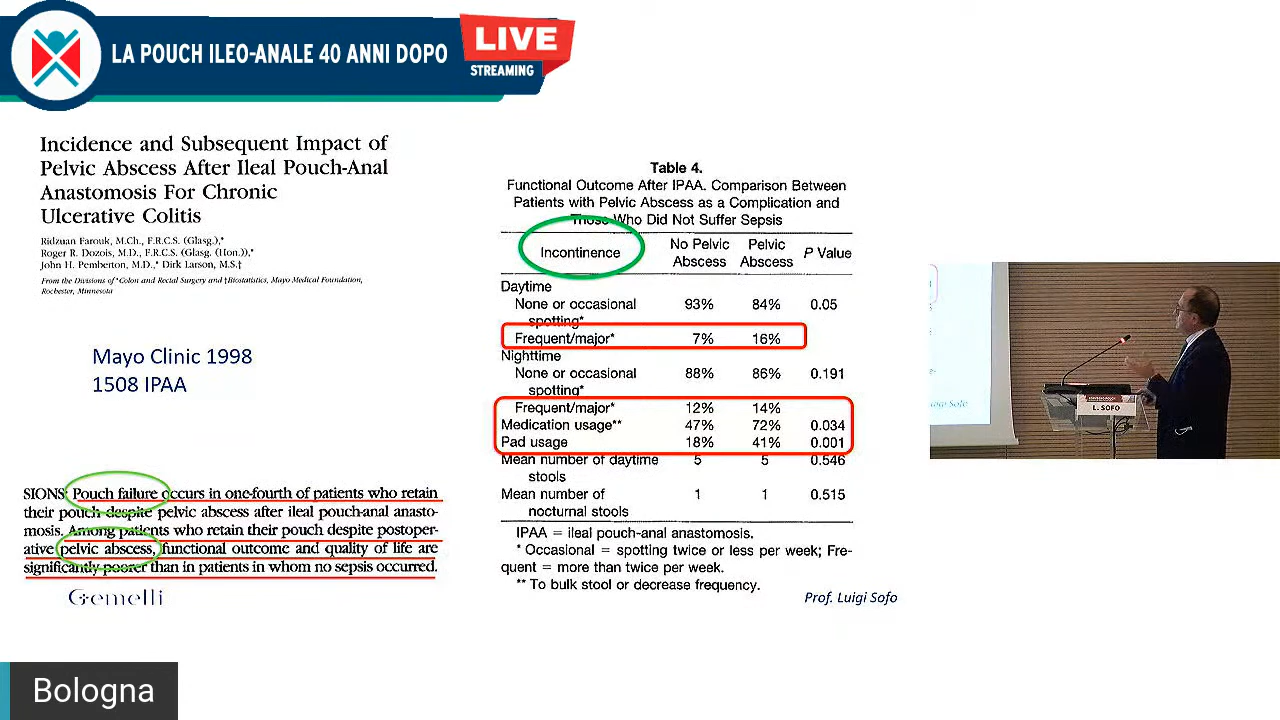 LA POUCH ILEO-ANALE 40 ANNI DOPO
LIVE
STREAMING
Incidence and Subsequent Impact of
Pelvic Abscess After Ileal Pouch-Anal
Anastomosis For Chronic
Ulcerative Colitis
Ridzuan Farouk, M.Ch., F.R.C.S. (Glasg.),*
Roger R. Dozois, M.D., F.R.C.S. (Glasg. (Hon)),*
John H. Pemberton, M.D.,* Dirk Larson, M.S.†
From the Divisions of *Colon and Rectal Surgery and †Biostatistics, Mayo Medical Foundation,
Rochester, Minnesota
Mayo Clinic 1998
1508 IPAA
SIONS: Pouch failure occurs in one-fourth of patients who retain
their pouch despite pelvic abscess after ileal pouch-anal anasto-
mosis. Among patients who retain their pouch despite postoper-
ative pelvic abscess, functional outcome and quality of life are
significantly poorer than in patients in whom no sepsis occurred.
Gemelli
Table 4.
Functional Outcome After IPAA. Comparison Between
Patients with Pelvic Abscess as a Complication and
Those Who Did Not Suffer Sepsis
Incontinence No Pelvic Abscess Pelvic Abscess P Value
Daytime
None or occasional spotting* 93% 84% 0.05
Frequent/major* 7% 16%
Nighttime
None or occasional spotting* 88% 86% 0.191
Frequent/major* 12% 14%
Medication usage** 47% 72% 0.034
Pad usage 18% 41% 0.001
Mean number of daytime stools 5 5 0.546
Mean number of nocturnal stools 1 1 0.515
IPAA = ileal pouch-anal anastomosis.
* Occasional = spotting twice or less per week; Fre-
quent = more than twice per week.
** To bulk stool or decrease frequency.
Prof. Luigi Sofo
L. SOFO
Bologna